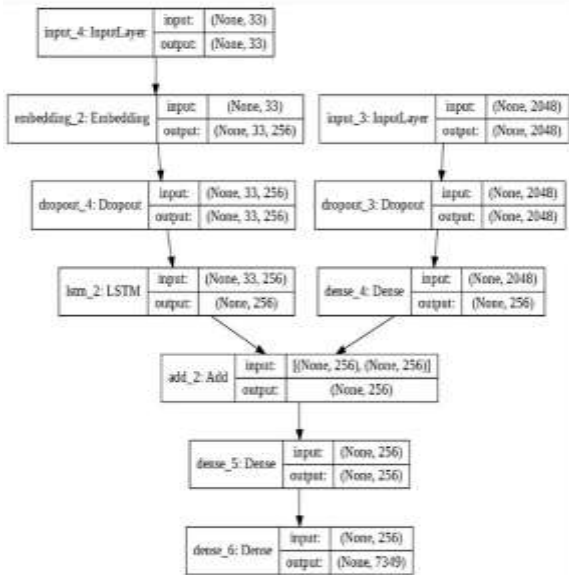 input_4: InputLayer
input: (None, 33)
output: (None, 33)
embedding_2: Embedding
input: (None, 33)
output: (None, 33, 256)
input_3: InputLayer
input: (None, 2048)
output: (None, 2048)
dropout_4: Dropout
input: (None, 33, 256)
output: (None, 33, 256)
dropout_3: Dropout
input: (None, 2048)
output: (None, 2048)
lstm_2: LSTM
input: (None, 33, 256)
output: (None, 256)
dense_4: Dense
input: (None, 2048)
output: (None, 256)
add_2: Add
input: [(None, 256), (None, 256)]
output: (None, 256)
dense_5: Dense
input: (None, 256)
output: (None, 256)
dense_6: Dense
input: (None, 256)
output: (None, 7349)